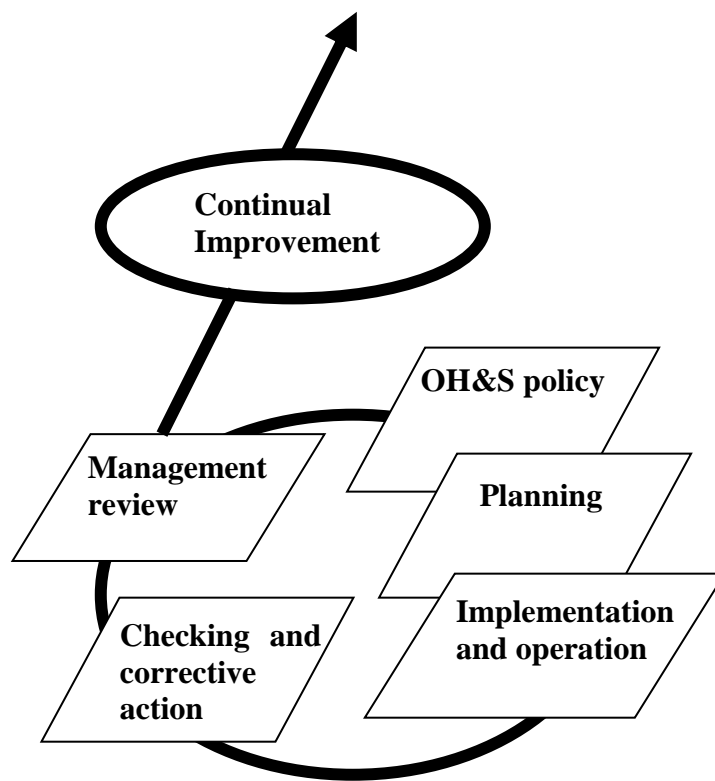 Continual
Improvement
OH&S policy
Management
review
Planning
Implementation
and operation
Checking and
corrective
action